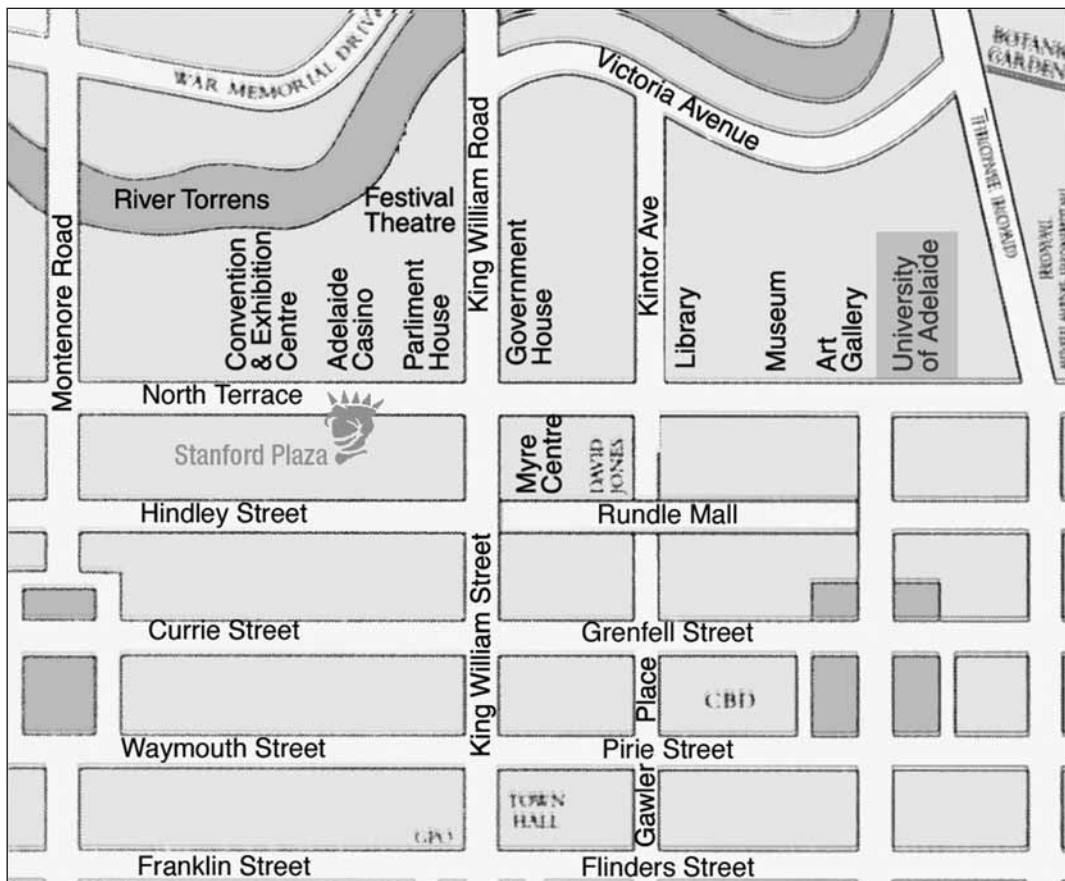 WAR MEMORIAL DRIVE
Victoria Avenue
BOTANIC
GARDEN
River Torrens
Festival
Theatre
King William Road
Montenore Road
Convention
& Exhibition
Centre
Adelaide
Casino
Parliment
House
Government
House
Kintor Ave
Library
Museum
Art
Gallery
University
of Adelaide
North Terrace
Stanford Plaza
Myre
Centre
DAVID
JONES
Hindley Street
Rundle Mall
King William Street
Currie Street
Grenfell Street
Gawler Place
CBD
Waymouth Street
Pirie Street
TOWN
HALL
GPO
Franklin Street
Flinders Street